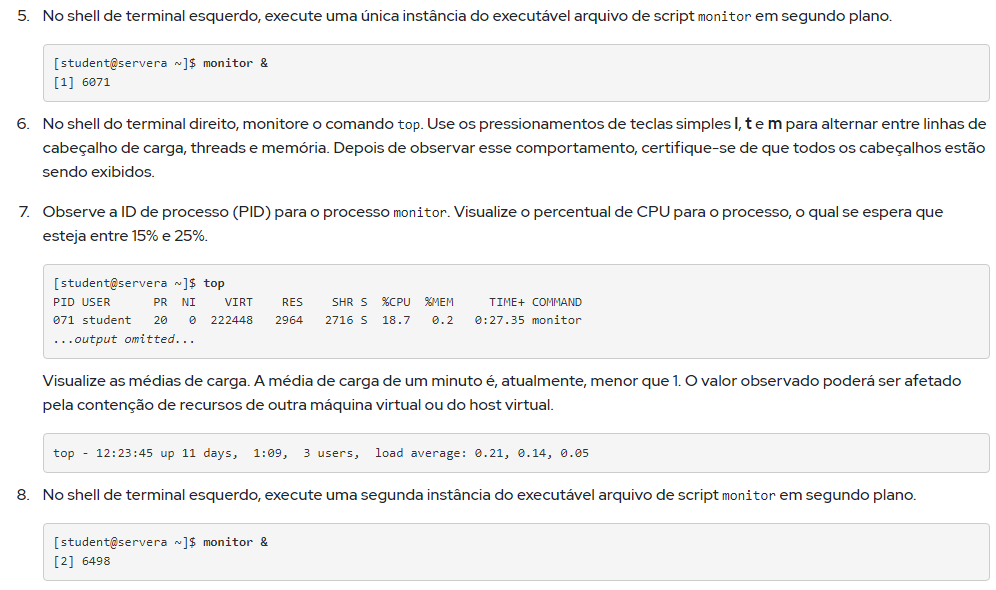 5. No shell de terminal esquerdo, execute uma única instância do executável arquivo de script monitor em segundo plano.
[student@servera ~]$ monitor &
[1] 6071
6. No shell do terminal direito, monitore o comando top. Use os pressionamentos de teclas simples l, t e m para alternar entre linhas de
cabeçalho de carga, threads e memória. Depois de observar esse comportamento, certifique-se de que todos os cabeçalhos estão
sendo exibidos.
7. Observe a ID de processo (PID) para o processo monitor. Visualize o percentual de CPU para o processo, o qual se espera que
esteja entre 15% e 25%.
[student@servera ~]$ top
PID USER      PR  NI    VIRT    RES    SHR S  %CPU  %MEM     TIME+ COMMAND
071 student   20   0  222448   2964   2716 S  18.7   0.2   0:27.35 monitor
...output omitted...
Visualize as médias de carga. A média de carga de um minuto é, atualmente, menor que 1. O valor observado poderá ser afetado
pela contenção de recursos de outra máquina virtual ou do host virtual.
top - 12:23:45 up 11 days,  1:09,  3 users,  load average: 0.21, 0.14, 0.05
8. No shell de terminal esquerdo, execute uma segunda instância do executável arquivo de script monitor em segundo plano.
[student@servera ~]$ monitor &
[2] 6498